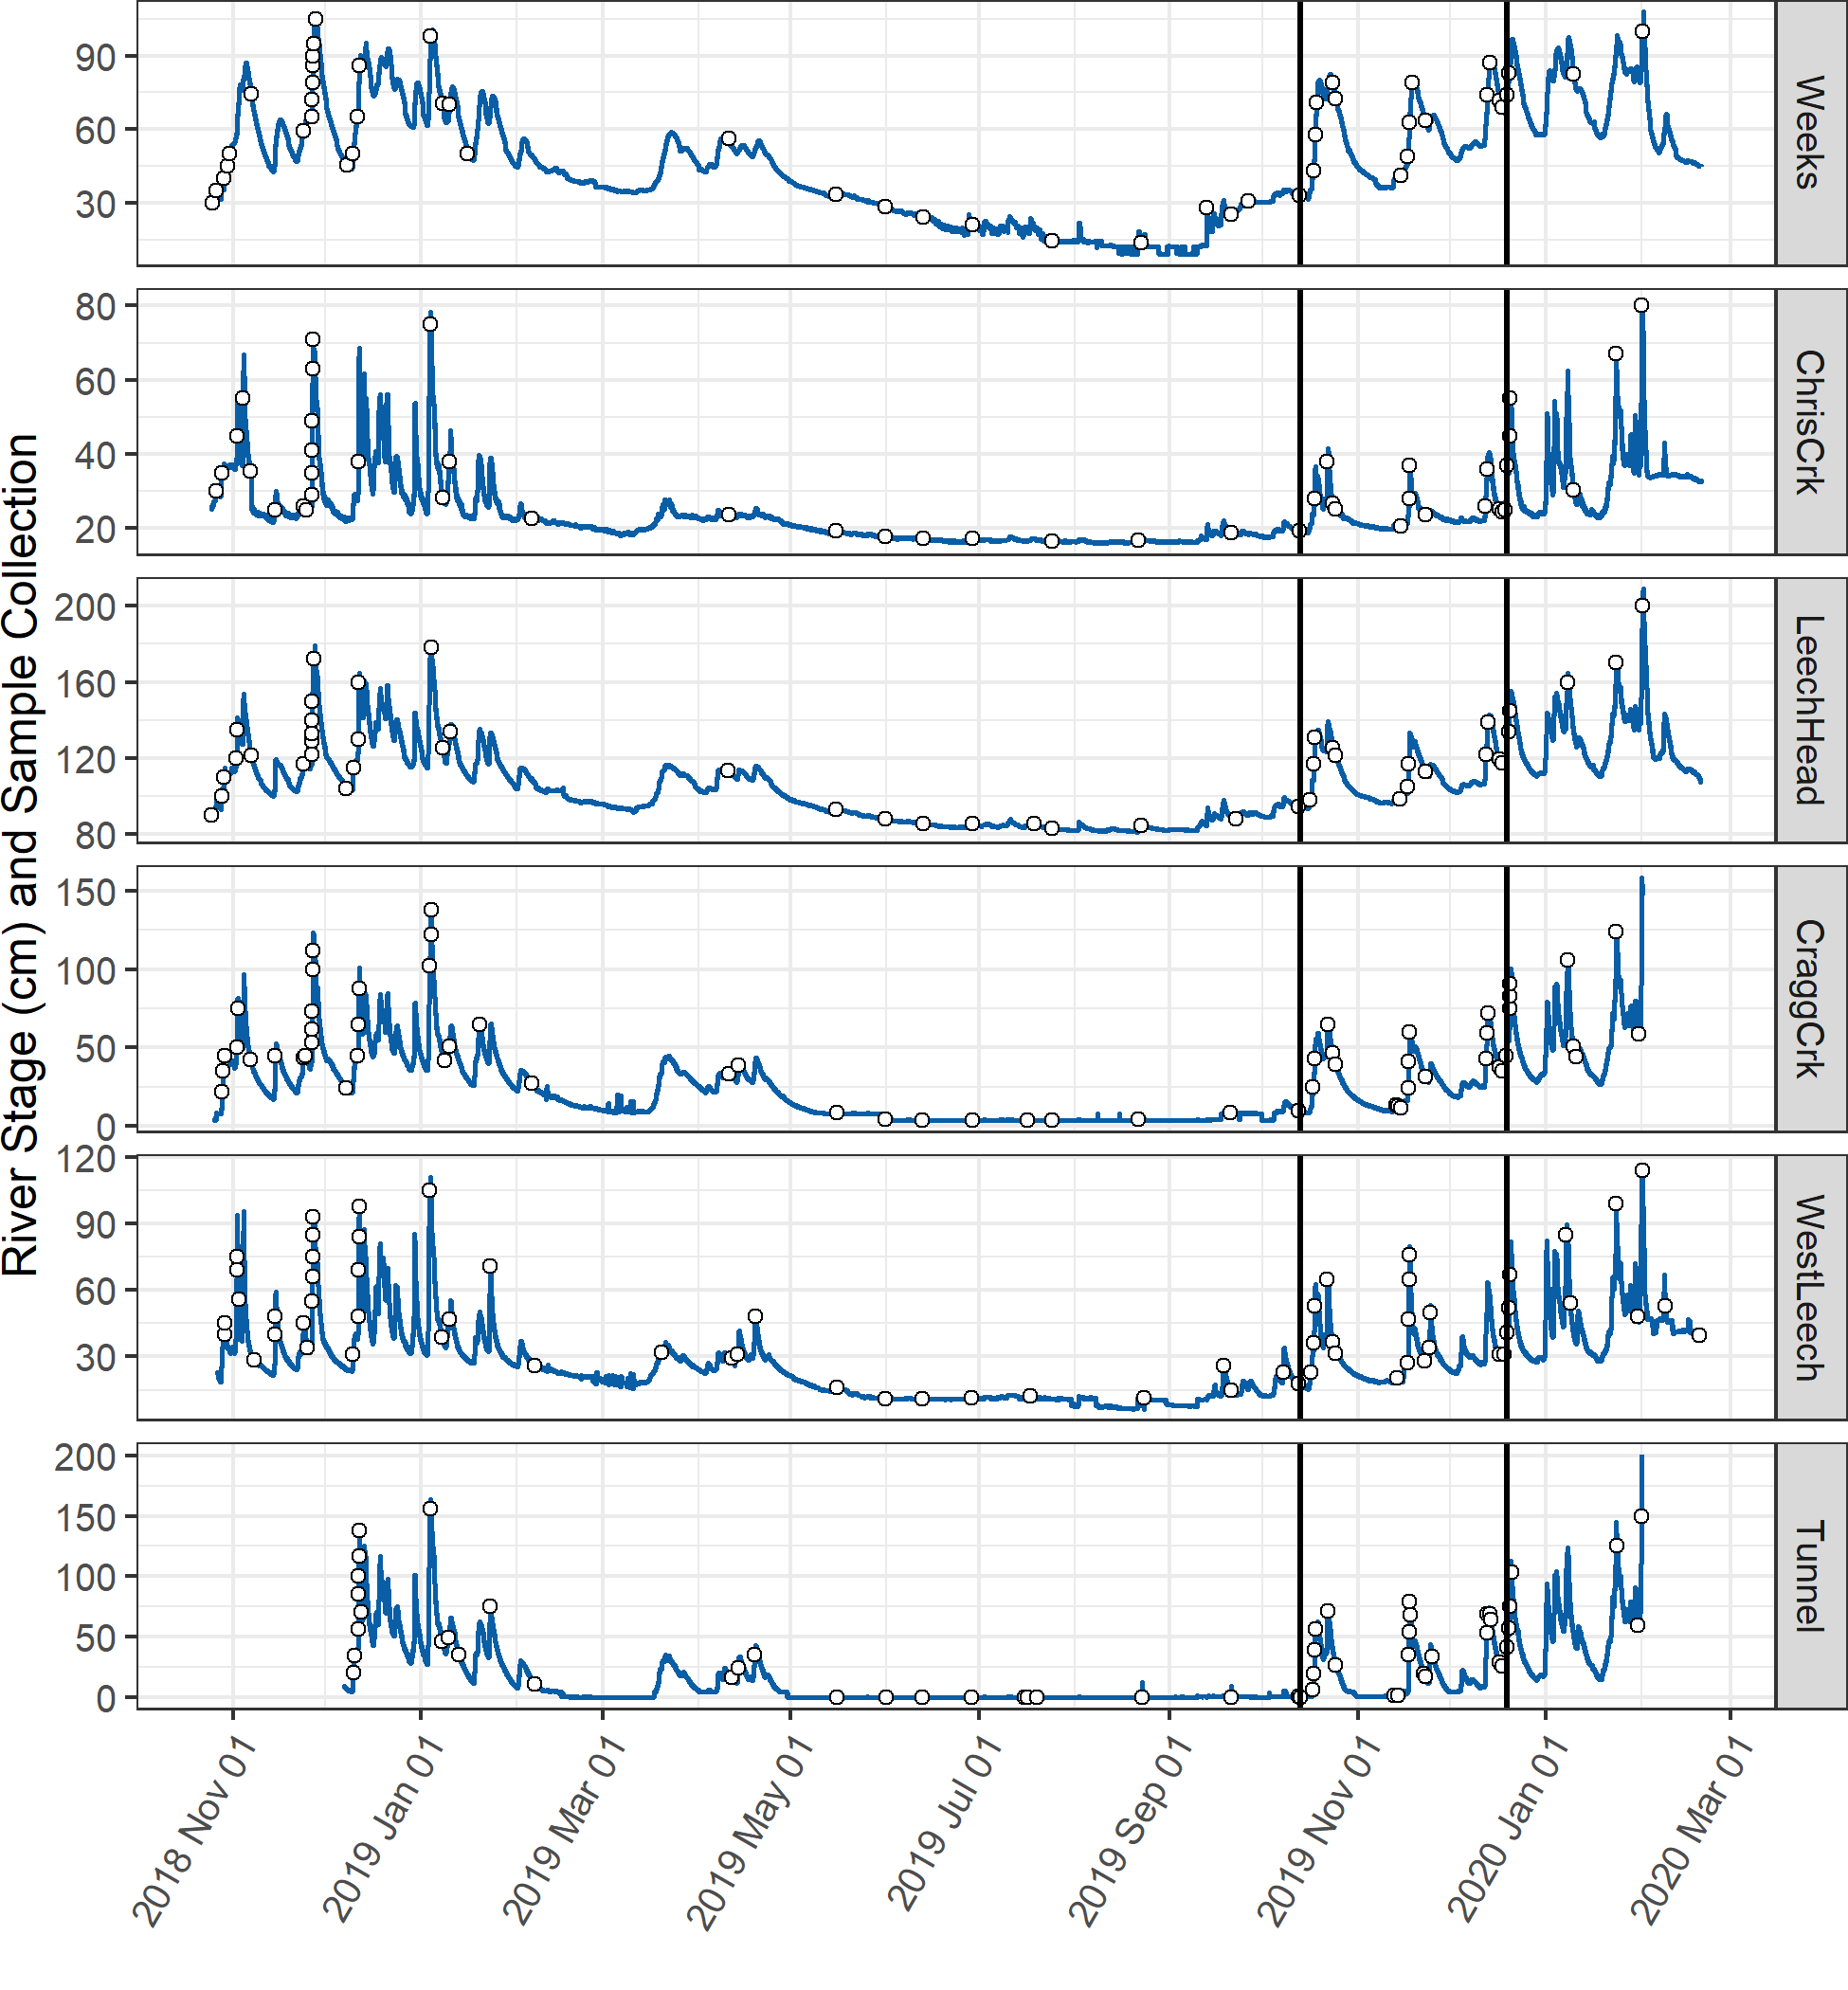 River Stage (cm) and Sample Collection
90
60
30
Weeks
80
60
40
20
ChrisCrk
200
160
120
80
LeechHead
150
100
50
0
CraggCrk
120
90
60
30
WestLeech
200
150
100
50
0
Tunnel
2018 Nov 01
2019 Jan 01
2019 Mar 01
2019 May 01
2019 Jul 01
2019 Sep 01
2019 Nov 01
2020 Jan 01
2020 Mar 01